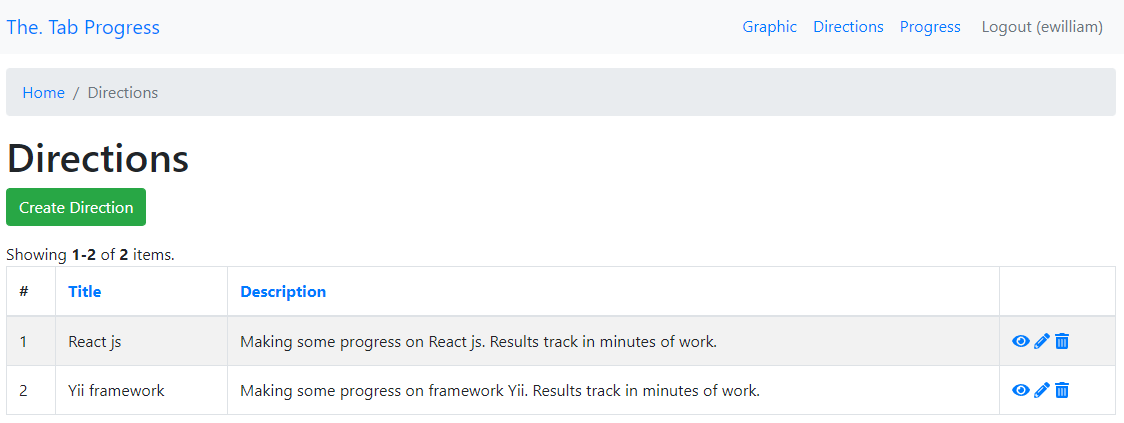 The. Tab Progress Graphic Directions Progress Logout (ewilliam)
Home / Directions
Directions
Create Direction
Showing 1-2 of 2 items.
# Title Description
1 React js Making some progress on React js. Results track in minutes of work.
2 Yii framework Making some progress on framework Yii. Results track in minutes of work.